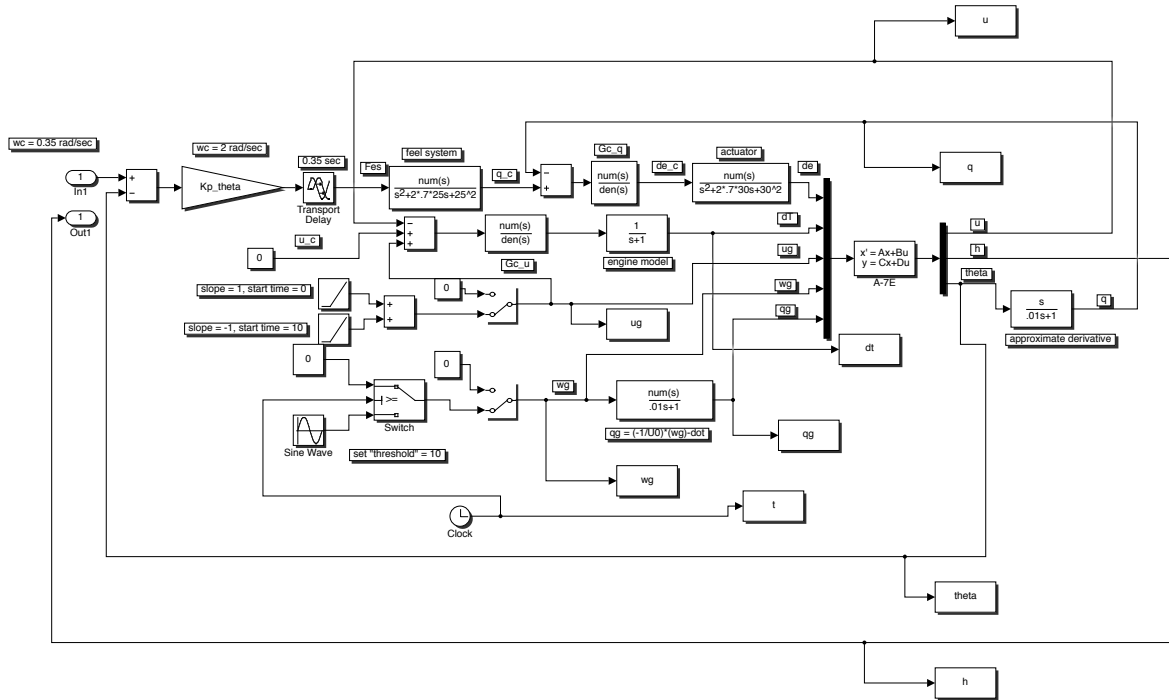 u
wc = 0.35 rad/sec
wc = 2 rad/sec
0.35 sec
Fes
feel system
q_c
Gc_q
de_c
actuator
de
q
1
In1
+
−
Kp_theta
Transport
Delay
num(s)
s^2+2*.7*25s+25^2
−
+
num(s)
den(s)
num(s)
s^2+2*.7*30s+30^2
1
Out1
u_c
0
−
+
+
num(s)
den(s)
Gc_u
1
s+1
engine model
dT
ug
wg
qg
x' = Ax+Bu
y = Cx+Du
A-7E
u
h
theta
s
.01s+1
q
approximate derivative
slope = 1, start time = 0
slope = -1, start time = 10
+
+
0
ug
dt
0
>=
Switch
0
wg
num(s)
.01s+1
qg = (-1/U0)*(wg)-dot
Sine Wave
set "threshold" = 10
qg
wg
Clock
t
theta
h